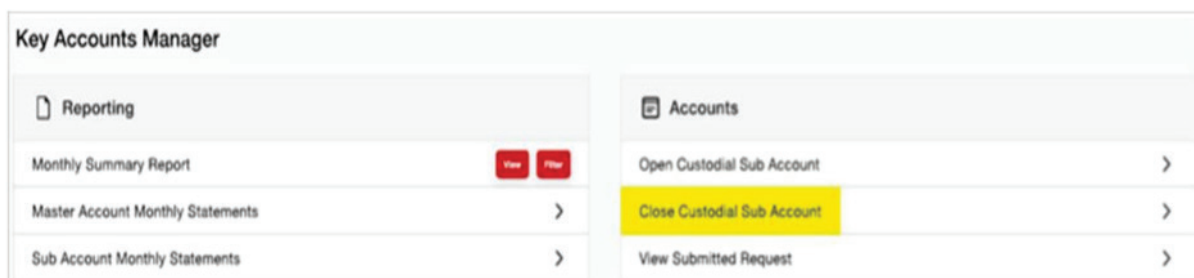 Key Accounts Manager
Reporting
Monthly Summary Report View Filter
Master Account Monthly Statements
Sub Account Monthly Statements
Accounts
Open Custodial Sub Account
Close Custodial Sub Account
View Submitted Request